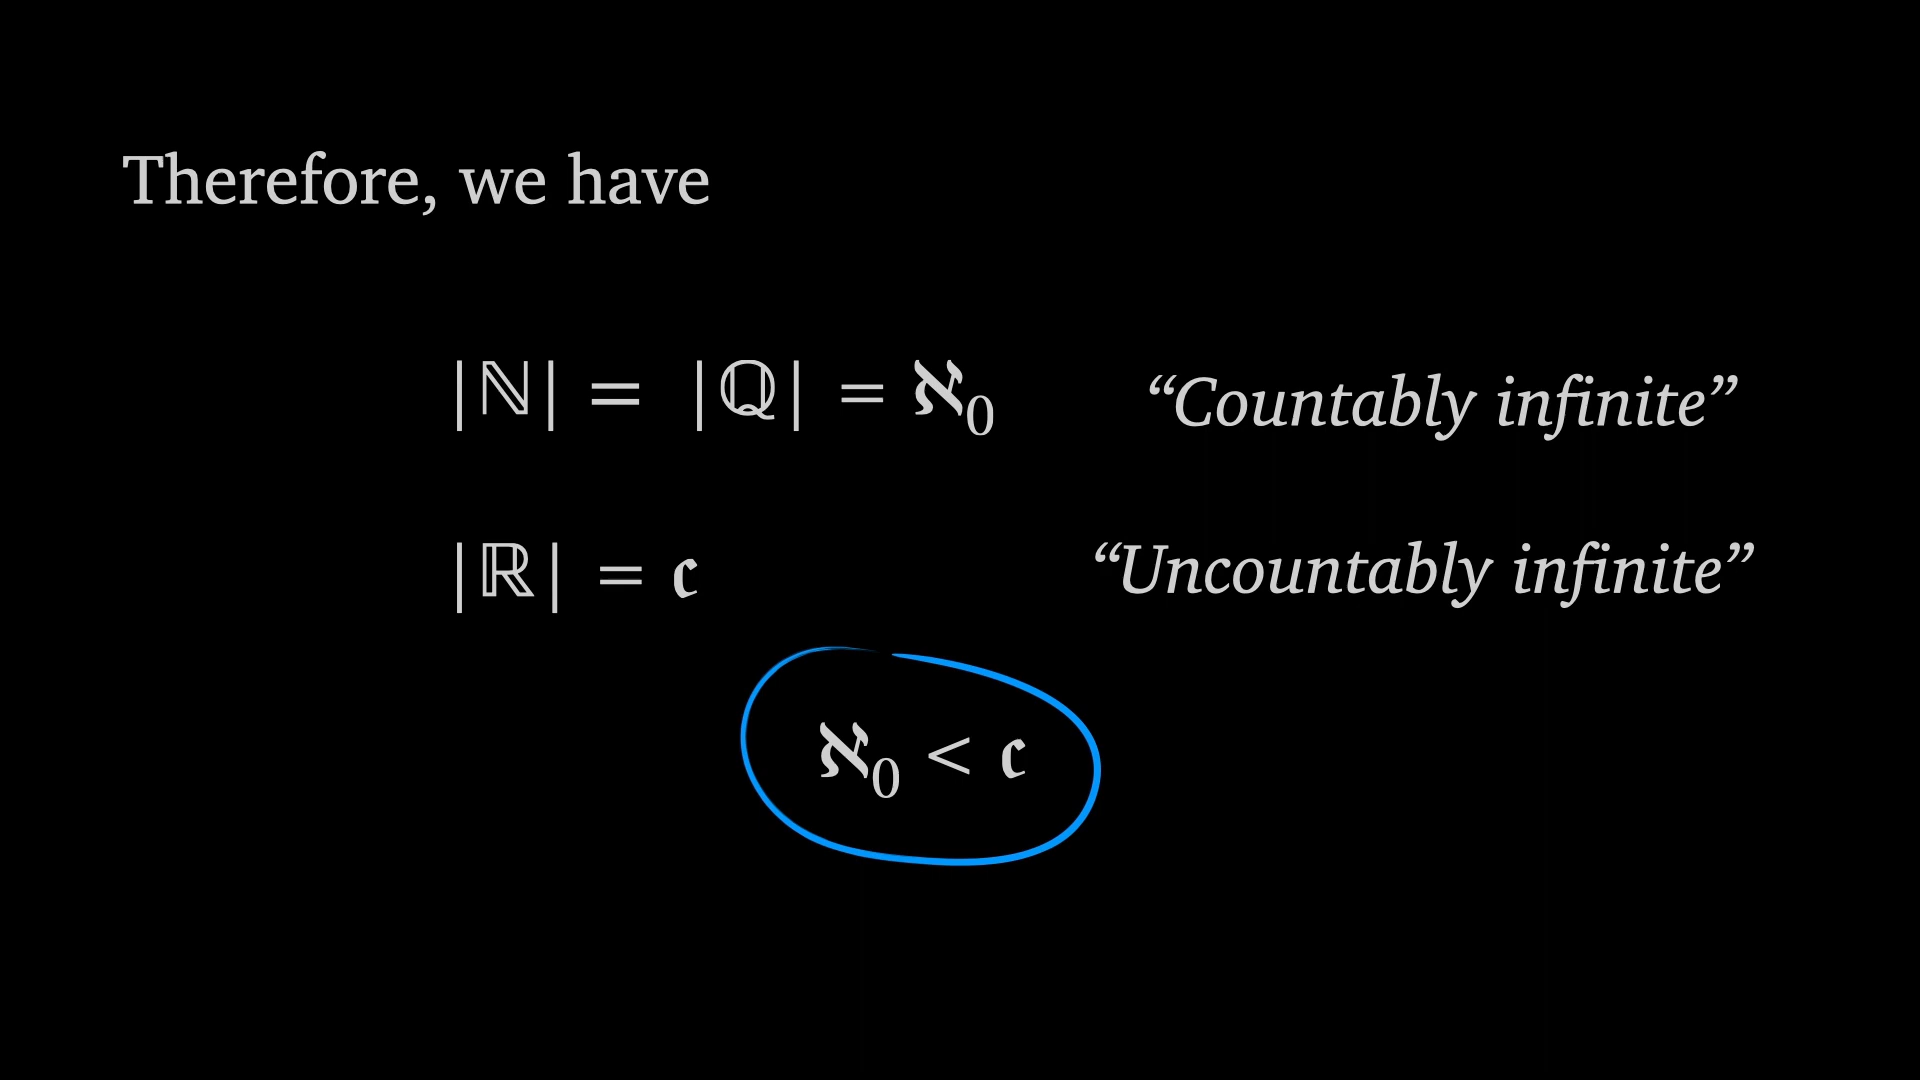 Therefore, we have
|ℕ| = |ℚ| = ℵ₀ “Countably infinite”
|ℝ| = 𝔠 “Uncountably infinite”
ℵ₀ < 𝔠